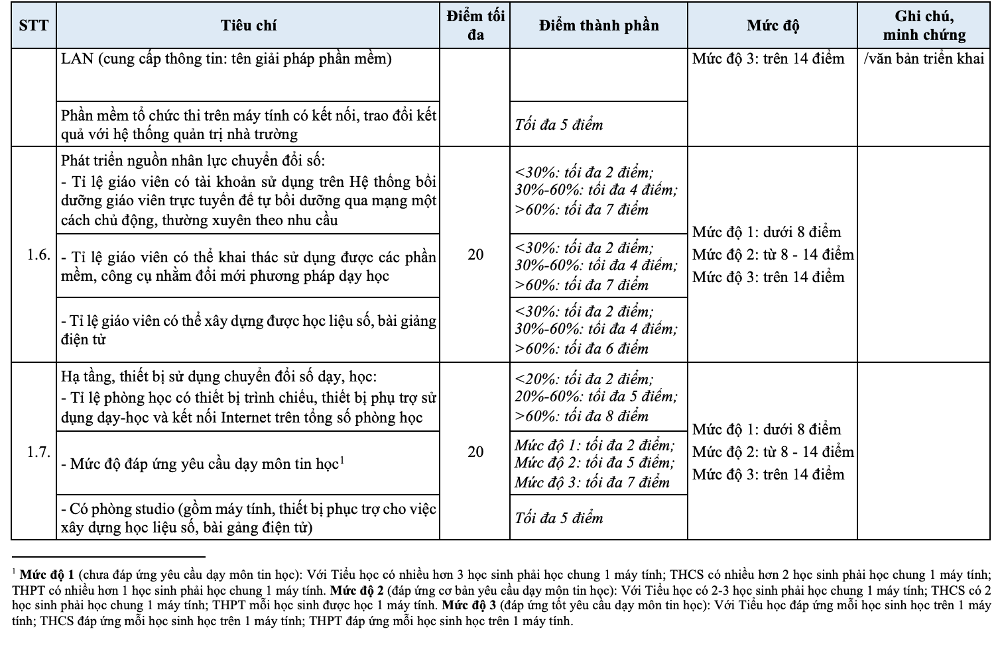 STT
Tiêu chí
Điểm tối
đa
Điểm thành phần
Mức độ
Ghi chú,
minh chứng
LAN (cung cấp thông tin: tên giải pháp phần mềm)
Mức độ 3: trên 14 điểm
/văn bản triển khai
Phần mềm tổ chức thi trên máy tính có kết nối, trao đổi kết
quả với hệ thống quản trị nhà trường
Tối đa 5 điểm
1.6.
Phát triển nguồn nhân lực chuyển đổi số:
- Tỉ lệ giáo viên có tài khoản sử dụng trên Hệ thống bồi
dưỡng giáo viên trực tuyến để tự bồi dưỡng qua mạng một
cách chủ động, thường xuyên theo nhu cầu
20
<30%: tối đa 2 điểm;
30%-60%: tối đa 4 điểm;
>60%: tối đa 7 điểm
Mức độ 1: dưới 8 điểm
Mức độ 2: từ 8 - 14 điểm
Mức độ 3: trên 14 điểm
- Tỉ lệ giáo viên có thể khai thác sử dụng được các phần
mềm, công cụ nhằm đổi mới phương pháp dạy học
<30%: tối đa 2 điểm;
30%-60%: tối đa 4 điểm;
>60%: tối đa 7 điểm
- Tỉ lệ giáo viên có thể xây dựng được học liệu số, bài giảng
điện tử
<30%: tối đa 2 điểm;
30%-60%: tối đa 4 điểm;
>60%: tối đa 6 điểm
1.7.
Hạ tầng, thiết bị sử dụng chuyển đổi số dạy, học:
- Tỉ lệ phòng học có thiết bị trình chiếu, thiết bị phụ trợ sử
dụng dạy-học và kết nối Internet trên tổng số phòng học
20
<20%: tối đa 2 điểm;
20%-60%: tối đa 5 điểm;
>60%: tối đa 8 điểm
Mức độ 1: dưới 8 điểm
Mức độ 2: từ 8 - 14 điểm
Mức độ 3: trên 14 điểm
- Mức độ đáp ứng yêu cầu dạy môn tin học¹
Mức độ 1: tối đa 2 điểm;
Mức độ 2: tối đa 5 điểm;
Mức độ 3: tối đa 7 điểm
- Có phòng studio (gồm máy tính, thiết bị phục trợ cho việc
xây dựng học liệu số, bài gảng điện tử)
Tối đa 5 điểm
¹ Mức độ 1 (chưa đáp ứng yêu cầu dạy môn tin học): Với Tiểu học có nhiều hơn 3 học sinh phải học chung 1 máy tính; THCS có nhiều hơn 2 học sinh phải học chung 1 máy tính;
THPT có nhiều hơn 1 học sinh phải học chung 1 máy tính. Mức độ 2 (đáp ứng cơ bản yêu cầu dạy môn tin học): Với Tiểu học có 2-3 học sinh phải học chung 1 máy tính; THCS có 2
học sinh phải học chung 1 máy tính; THPT mỗi học sinh được học 1 máy tính. Mức độ 3 (đáp ứng tốt yêu cầu dạy môn tin học): Với Tiểu học đáp ứng mỗi học sinh học trên 1 máy
tính; THCS đáp ứng mỗi học sinh học trên 1 máy tính; THPT đáp ứng mỗi học sinh học trên 1 máy tính.